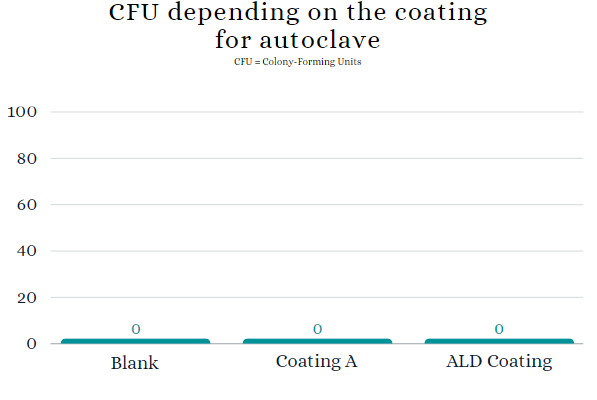 CFU depending on the coating
for autoclave
CFU = Colony-Forming Units
100
80
60
40
20
0
0 0 0
Blank Coating A ALD Coating